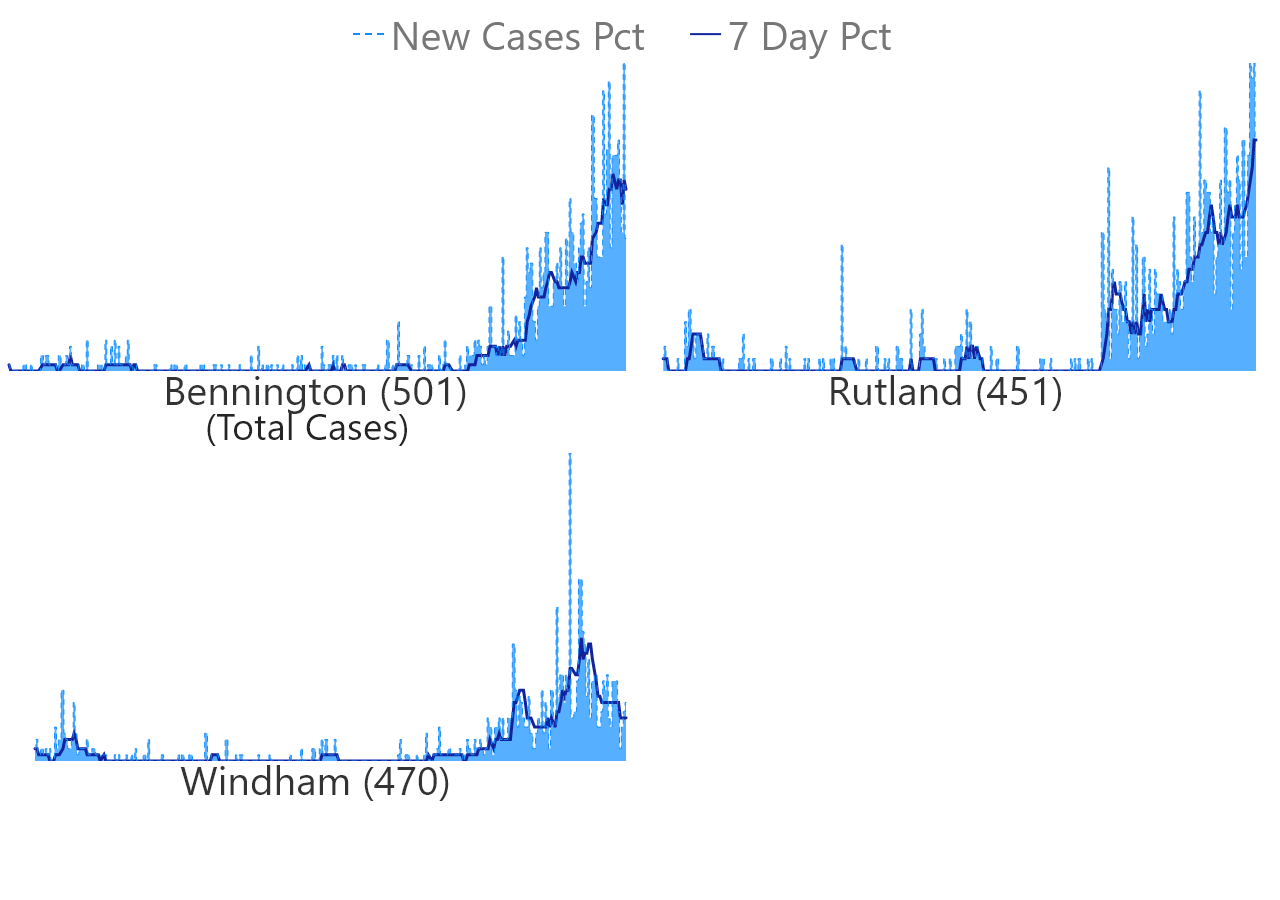 New Cases Pct 7 Day Pct
Bennington (501) Rutland (451)
(Total Cases)
Windham (470)